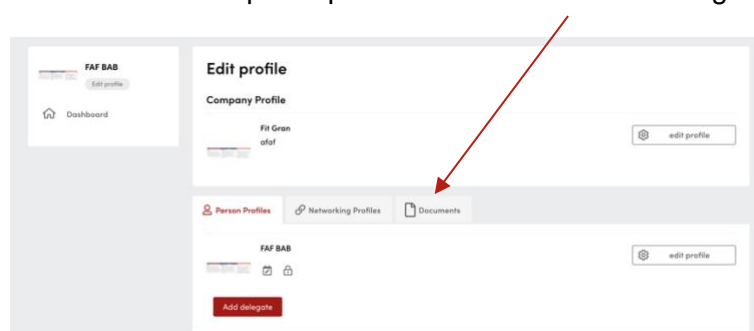 FAF BAB
Edit profile
Dashboard
Edit profile
Company Profile
Fit Gran
afaf
edit profile
Person Profiles
Networking Profiles
Documents
FAF BAB
edit profile
Add delegate